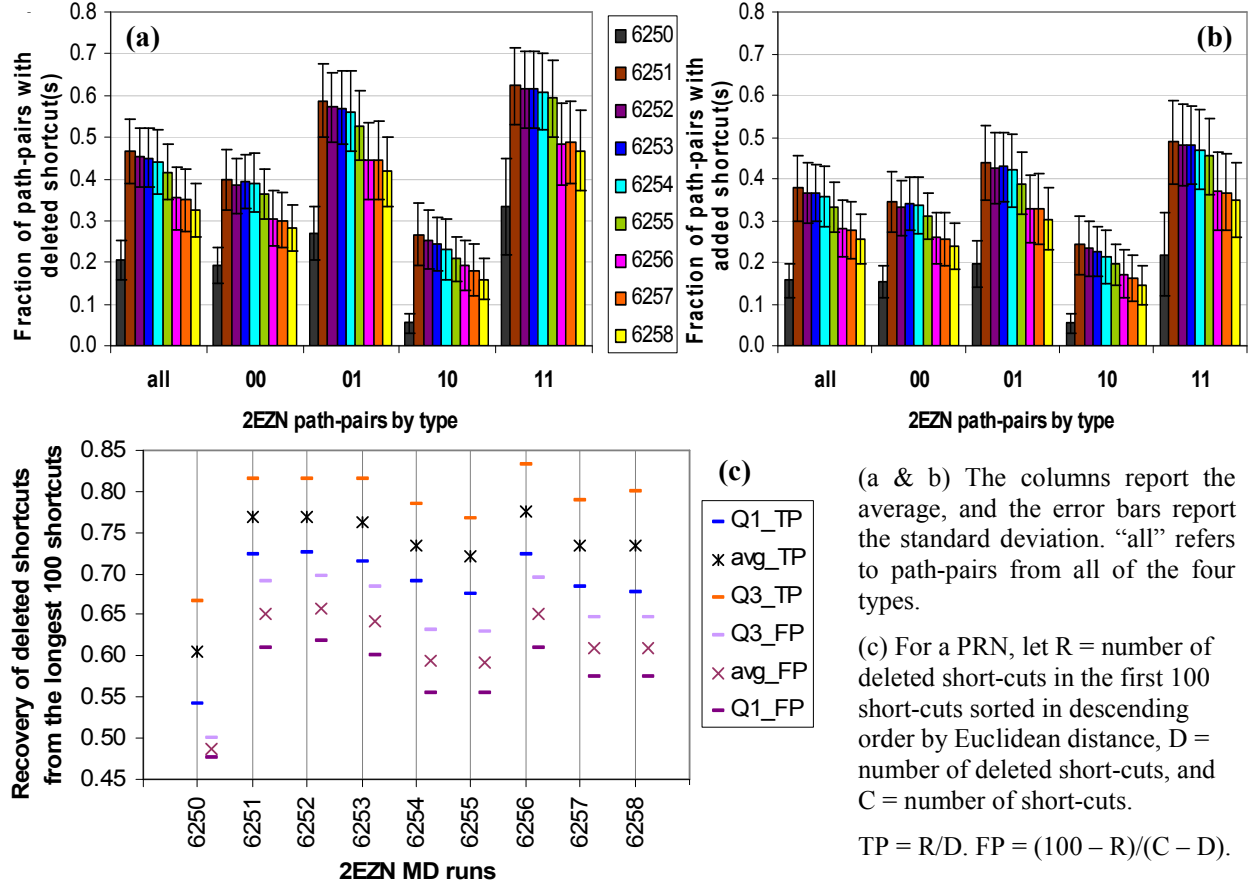 (a)
Fraction of path-pairs with
deleted shortcut(s)
0.8
0.7
0.6
0.5
0.4
0.3
0.2
0.1
0.0
all
00
01
10
11
2EZN path-pairs by type
6250
6251
6252
6253
6254
6255
6256
6257
6258
(b)
Fraction of path-pairs with
added shortcut(s)
0.8
0.7
0.6
0.5
0.4
0.3
0.2
0.1
0.0
all
00
01
10
11
2EZN path-pairs by type
(c)
Recovery of deleted shortcuts
from the longest 100 shortcuts
0.85
0.80
0.75
0.70
0.65
0.60
0.55
0.50
0.45
6250
6251
6252
6253
6254
6255
6256
6257
6258
2EZN MD runs
Q1_TP
avg_TP
Q3_TP
Q3_FP
avg_FP
Q1_FP
(a & b) The columns report the
average, and the error bars report
the standard deviation. “all” refers
to path-pairs from all of the four
types.
(c) For a PRN, let R = number of
deleted short-cuts in the first 100
short-cuts sorted in descending
order by Euclidean distance, D =
number of deleted short-cuts, and
C = number of short-cuts.
TP = R/D. FP = (100 – R)/(C – D).